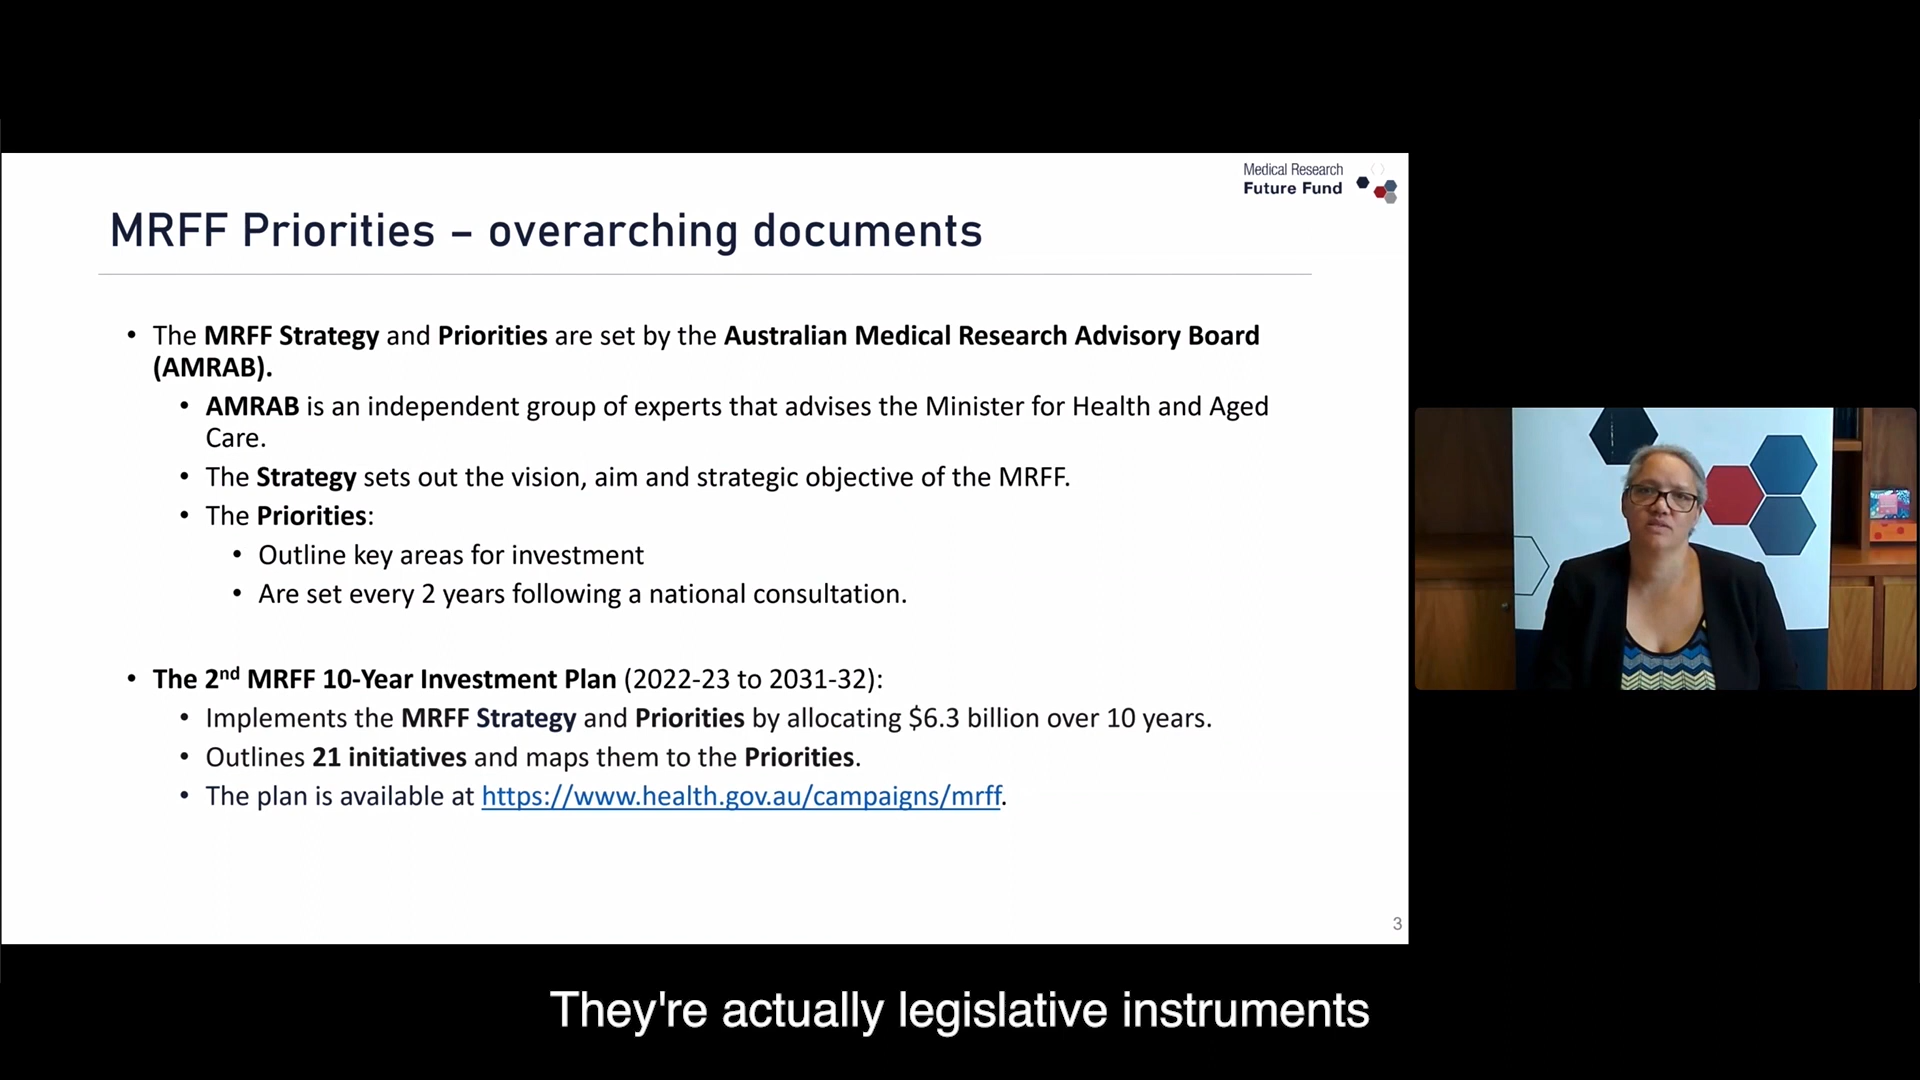 Medical Research
Future Fund
MRFF Priorities – overarching documents
• The MRFF Strategy and Priorities are set by the Australian Medical Research Advisory Board
(AMRAB).
• AMRAB is an independent group of experts that advises the Minister for Health and Aged
Care.
• The Strategy sets out the vision, aim and strategic objective of the MRFF.
• The Priorities:
• Outline key areas for investment
• Are set every 2 years following a national consultation.
• The 2nd MRFF 10-Year Investment Plan (2022-23 to 2031-32):
• Implements the MRFF Strategy and Priorities by allocating $6.3 billion over 10 years.
• Outlines 21 initiatives and maps them to the Priorities.
• The plan is available at https://www.health.gov.au/campaigns/mrff.
3
They're actually legislative instruments